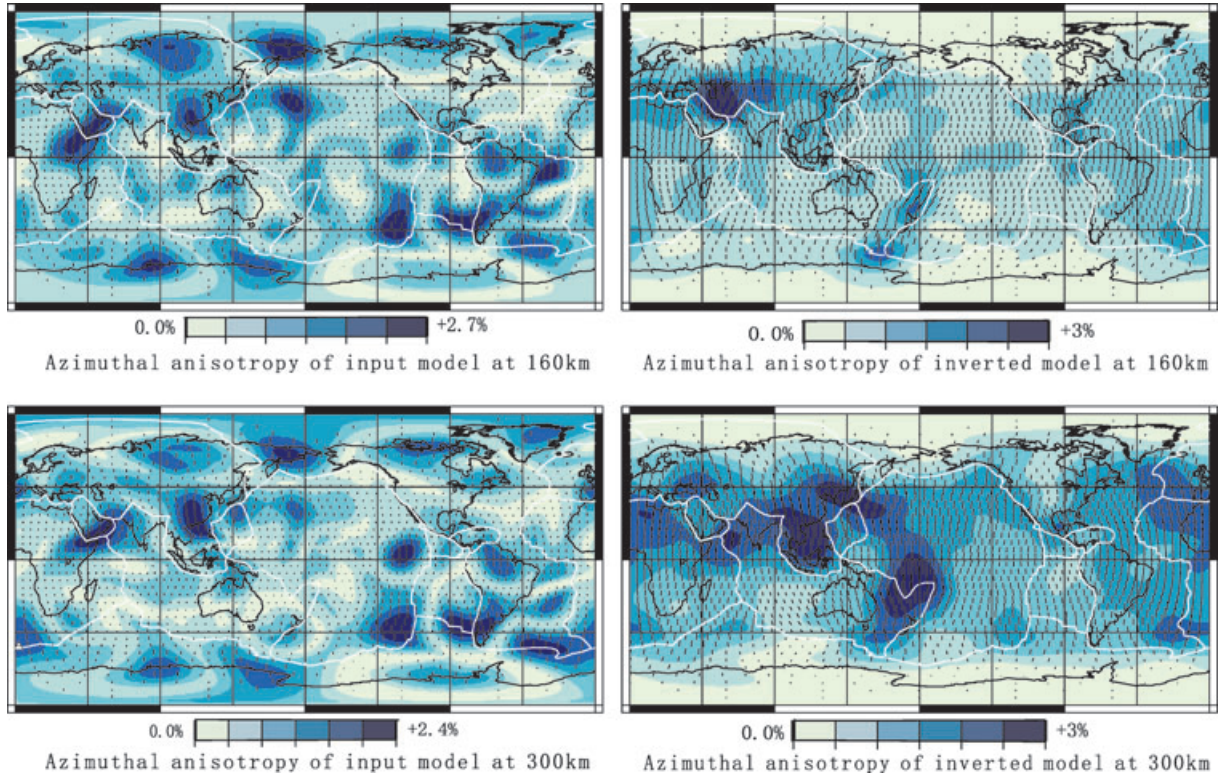 0.0% +2.7%
Azimuthal anisotropy of input model at 160km
0.0% +3%
Azimuthal anisotropy of inverted model at 160km
0.0% +2.4%
Azimuthal anisotropy of input model at 300km
0.0% +3%
Azimuthal anisotropy of inverted model at 300km